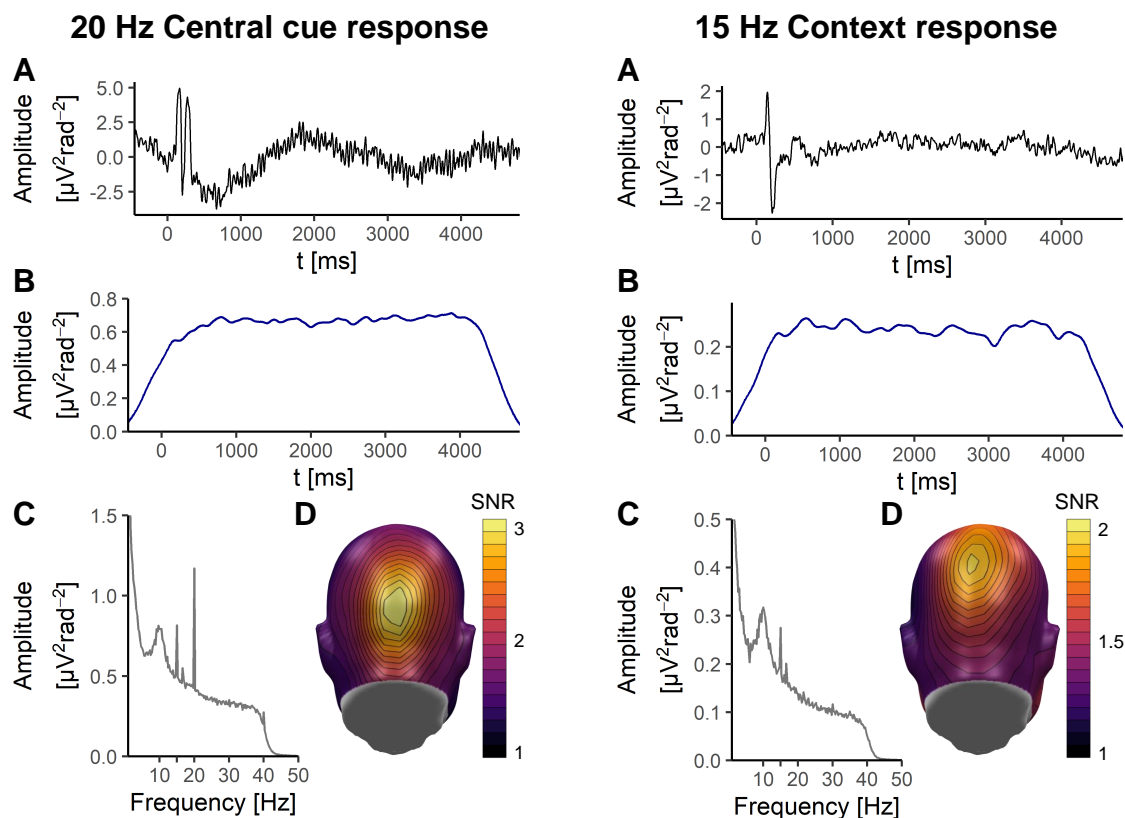 20 Hz Central cue response
A
Amplitude
[µV²rad⁻²]
5.0
2.5
0.0
-2.5
0 1000 2000 3000 4000
t [ms]
B
Amplitude
[µV²rad⁻²]
0.8
0.6
0.4
0.2
0.0
0 1000 2000 3000 4000
t [ms]
C
Amplitude
[µV²rad⁻²]
1.5
1.0
0.5
0.0
10 20 30 40 50
Frequency [Hz]
D
SNR
3
2
1
15 Hz Context response
A
Amplitude
[µV²rad⁻²]
2
1
0
-1
-2
0 1000 2000 3000 4000
t [ms]
B
Amplitude
[µV²rad⁻²]
0.2
0.1
0.0
0 1000 2000 3000 4000
t [ms]
C
Amplitude
[µV²rad⁻²]
0.5
0.4
0.3
0.2
0.1
0.0
10 20 30 40 50
Frequency [Hz]
D
SNR
2
1.5
1